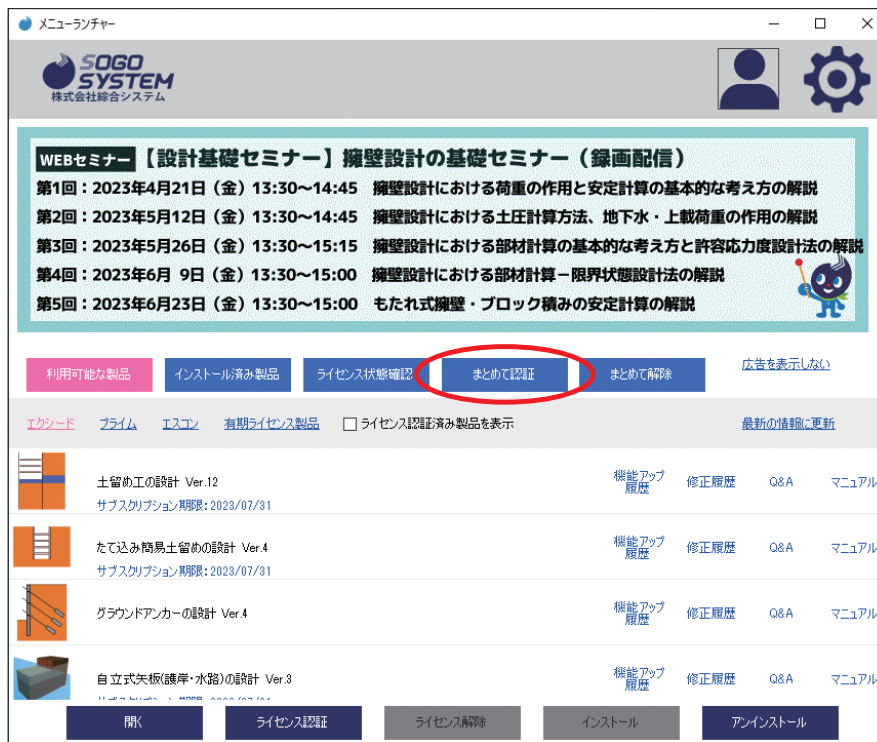 メニューランチャー
SOGO
SYSTEM
株式会社綜合システム
WEBセミナー 【設計基礎セミナー】擁壁設計の基礎セミナー（録画配信）
第1回：2023年4月21日（金）13:30～14:45 擁壁設計における荷重の作用と安定計算の基本的な考え方の解説
第2回：2023年5月12日（金）13:30～14:45 擁壁設計における土圧計算方法、地下水・上載荷重の作用の解説
第3回：2023年5月26日（金）13:30～15:15 擁壁設計における部材計算の基本的な考え方と許容応力度設計法の解説
第4回：2023年6月 9日（金）13:30～15:00 擁壁設計における部材計算－限界状態設計法の解説
第5回：2023年6月23日（金）13:30～15:00 もたれ式擁壁・ブロック積みの安定計算の解説
利用可能な製品 インストール済み製品 ライセンス状態確認 まとめて認証 まとめて解除 広告を表示しない
エクシード プライム エスコン 有期ライセンス製品 ライセンス認証済み製品を表示 最新の情報に更新
土留め工の設計 Ver.12 機能アップ履歴 修正履歴 Q&A マニュアル
サブスクリプション期限：2023/07/31
たて込み簡易土留めの設計 Ver.4 機能アップ履歴 修正履歴 Q&A マニュアル
サブスクリプション期限：2023/07/31
グラウンドアンカーの設計 Ver.4 機能アップ履歴 修正履歴 Q&A マニュアル
自立式矢板(護岸・水路)の設計 Ver.3 機能アップ履歴 修正履歴 Q&A マニュアル
開く ライセンス認証 ライセンス解除 インストール アンインストール